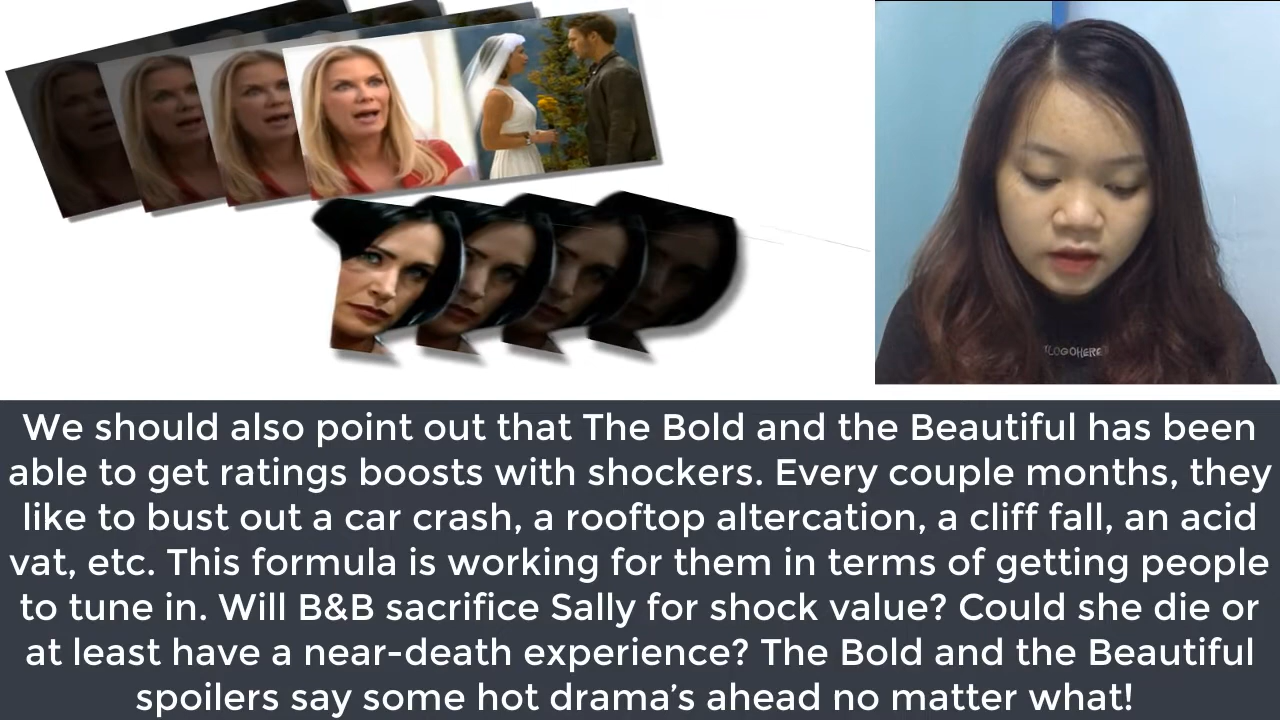 LOGOHERE
We should also point out that The Bold and the Beautiful has been
able to get ratings boosts with shockers. Every couple months, they
like to bust out a car crash, a rooftop altercation, a cliff fall, an acid
vat, etc. This formula is working for them in terms of getting people
to tune in. Will B&B sacrifice Sally for shock value? Could she die or
at least have a near-death experience? The Bold and the Beautiful
spoilers say some hot drama’s ahead no matter what!